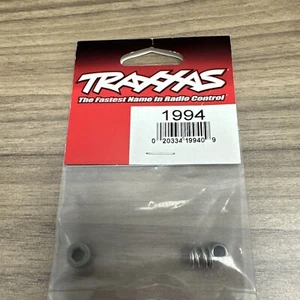 TRAXXAS
The Fastest Name in Radio Control
1994
0 20334 19940 9